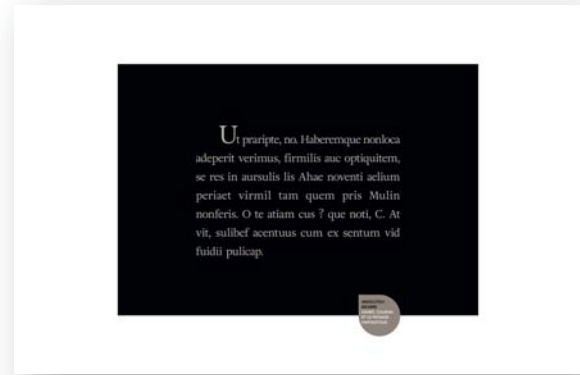 Ut praripte, no. Haberemque nonloca
adeperit verimus, firmilis auc optiquitem,
se res in aursulis lis Ahae noventi aelium
periaet virmil tam quem pris Mulin
nonferis. O te atiam cus ? que noti, C. At
vit, sulibef acentuus cum ex sentum vid
fuidii pulicap.